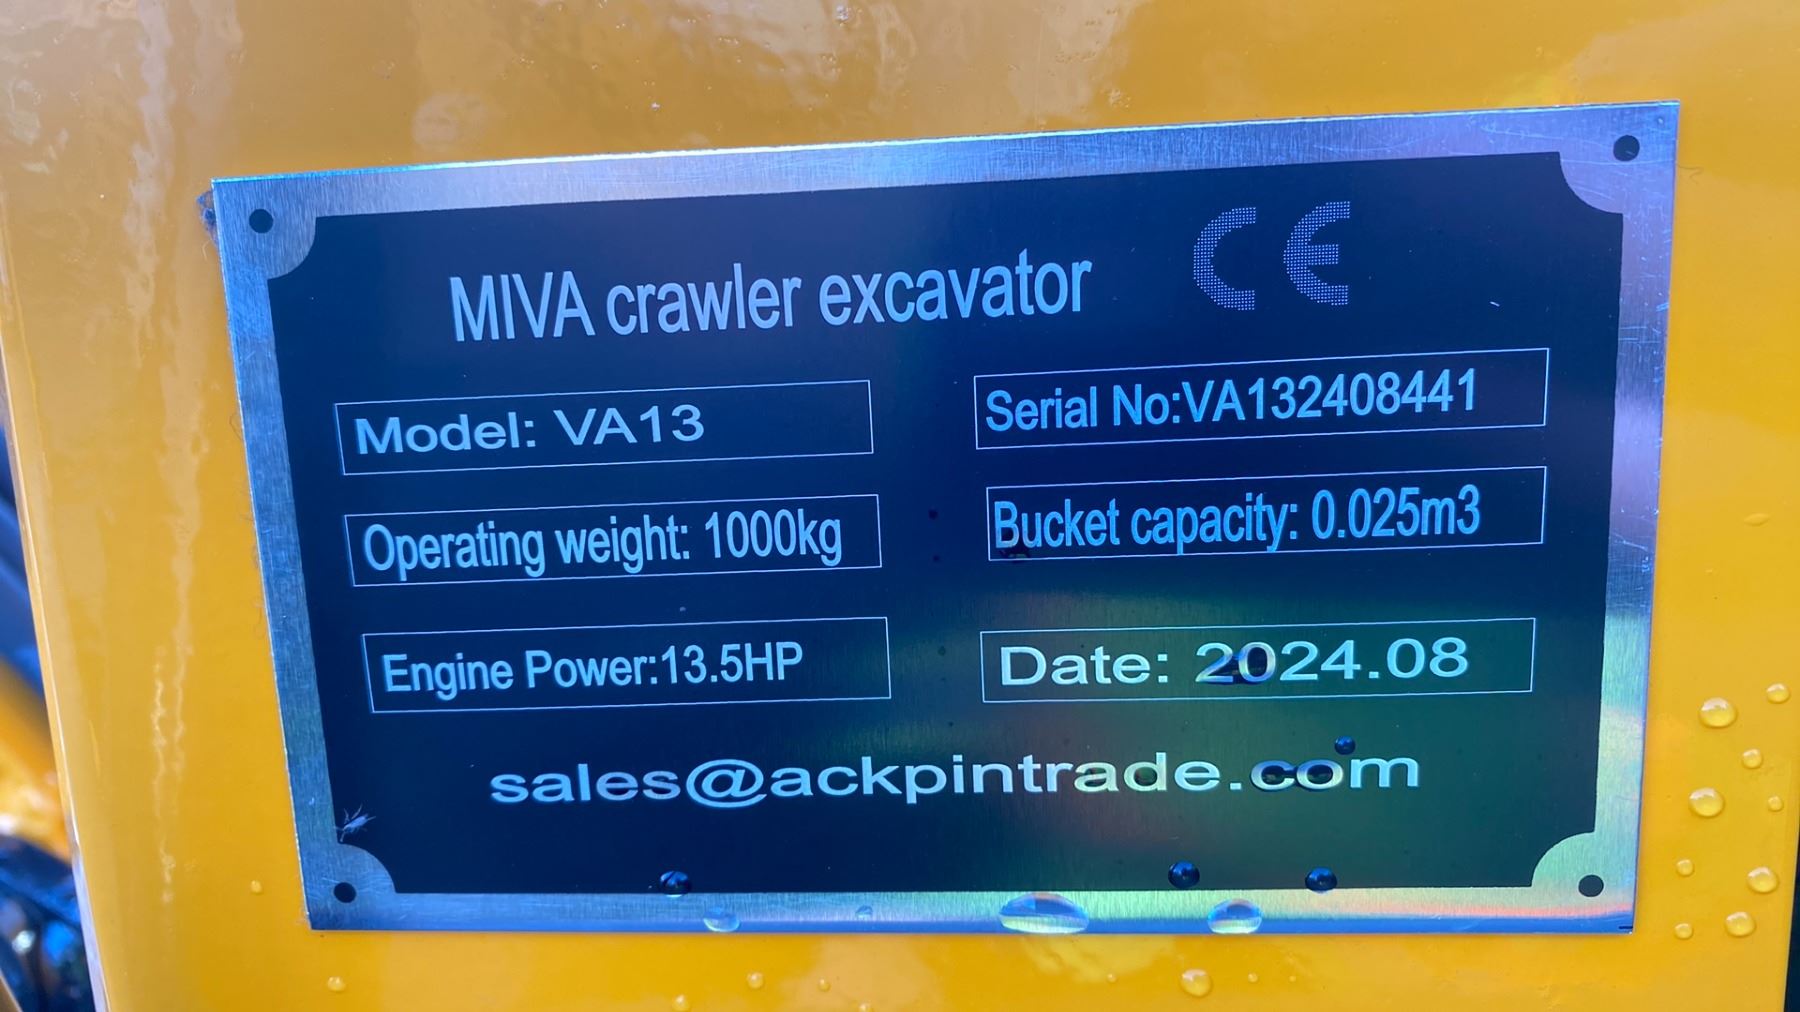 MIVA crawler excavator CE
Model: VA13
Serial No:VA132408441
Operating weight: 1000kg
Bucket capacity: 0.025m3
Engine Power:13.5HP
Date: 2024.08
sales@ackpintrade.com